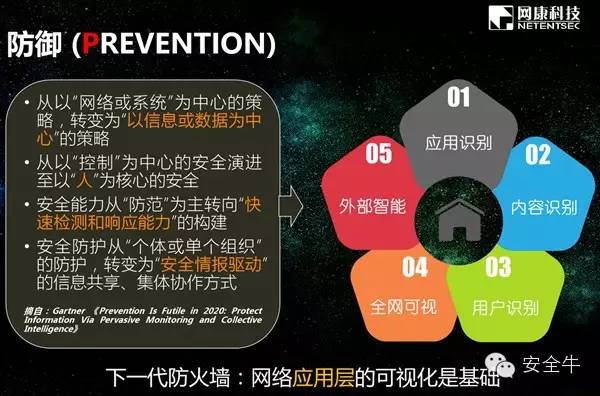 网康科技
NETENTSEC
防御 (PREVENTION)
• 从以“网络或系统”为中心的策
略，转变为“以信息或数据为中
心”的策略
• 从以“控制”为中心的安全演进
至以“人”为核心的安全
• 安全能力从“防范”为主转向“快
速检测和响应能力”的构建
• 安全防护从“个体或单个组织”
的防护，转变为“安全情报驱动”
的信息共享、集体协作方式
摘自：Gartner 《Prevention Is Futile in 2020: Protect
Information Via Pervasive Monitoring and Collective
Intelligence》
01
应用识别
02
内容识别
03
用户识别
04
全网可视
05
外部智能
下一代防火墙：网络应用层的可视化是基础
安全牛